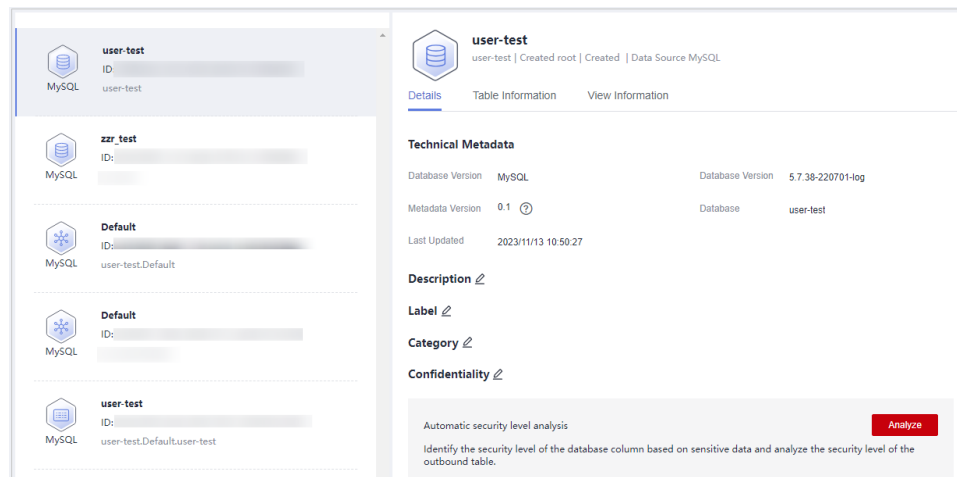 user-test
ID:
MySQL
user-test
zzr_test
ID:
MySQL
Default
ID:
MySQL
user-test.Default
Default
ID:
MySQL
user-test
ID:
MySQL
user-test.Default.user-test
user-test
user-test | Created root | Created | Data Source MySQL
Details Table Information View Information
Technical Metadata
Database Version MySQL Database Version 5.7.38-220701-log
Metadata Version 0.1 ? Database user-test
Last Updated 2023/11/13 10:50:27
Description
Label
Category
Confidentiality
Automatic security level analysis Analyze
Identify the security level of the database column based on sensitive data and analyze the security level of the
outbound table.